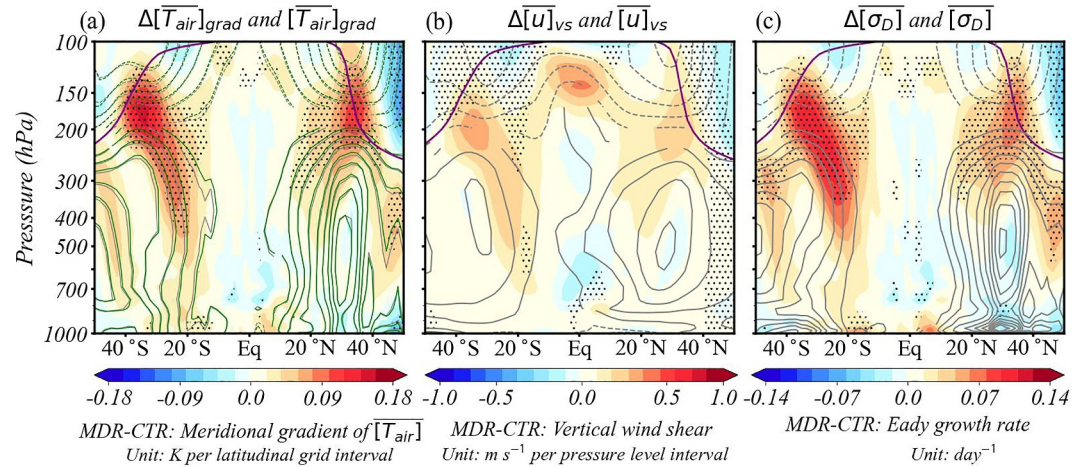 (a) Δ[T̅a̅i̅r̅]grad and [T̅a̅i̅r̅]grad
(b) Δ[u̅]vs and [u̅]vs
(c) Δ[σ̅D̅] and [σ̅D̅]
Presssure (hPa)
100
150
200
300
400
500
700
1000
40°S 20°S Eq 20°N 40°N
40°S 20°S Eq 20°N 40°N
40°S 20°S Eq 20°N 40°N
-0.18 -0.09 0.0 0.09 0.18
-1.0 -0.5 0.0 0.5 1.0
-0.14 -0.07 0.0 0.07 0.14
MDR-CTR: Meridional gradient of [T̅a̅i̅r̅]
Unit: K per latitudinal grid interval
MDR-CTR: Vertical wind shear
Unit: m s⁻¹ per pressure level interval
MDR-CTR: Eady growth rate
Unit: day⁻¹